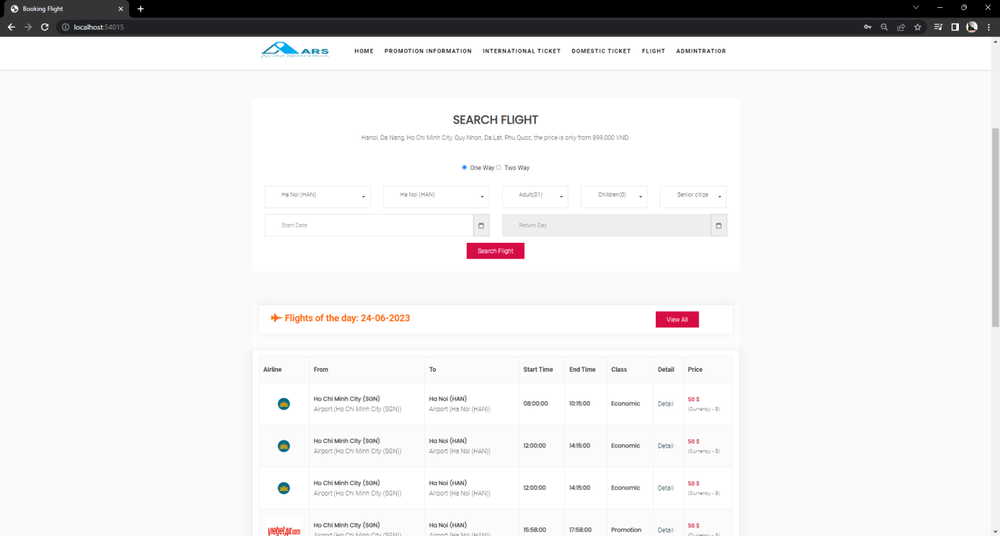 Booking Flight
localhost:54015
ARS
Airline Reservation
HOME PROMOTION INFORMATION INTERNATIONAL TICKET DOMESTIC TICKET FLIGHT ADMINTRATIOR
SEARCH FLIGHT
Hanoi, Da Nang, Ho Chi Minh City, Quy Nhon, Da Lat, Phu Quoc, the price is only from 899,000 VND.
One Way Two Way
Ha Noi (HAN) Ha Noi (HAN) Adult(01) Children(0) Senior citize
Start Date Return Day
Search Flight
Flights of the day: 24-06-2023 View All
Airline From To Start Time End Time Class Detail Price
Ho Chi Minh City (SGN) Ha Noi (HAN) 08:00:00 10:15:00 Economic Detail 50 $
Airport (Ho Chi Minh City (SGN)) Airport (Ha Noi (HAN)) (Currency - $)
Ho Chi Minh City (SGN) Ha Noi (HAN) 12:00:00 14:15:00 Economic Detail 50 $
Airport (Ho Chi Minh City (SGN)) Airport (Ha Noi (HAN)) (Currency - $)
Ho Chi Minh City (SGN) Ha Noi (HAN) 12:00:00 14:15:00 Economic Detail 50 $
Airport (Ho Chi Minh City (SGN)) Airport (Ha Noi (HAN)) (Currency - $)
vietjetAir.com Ho Chi Minh City (SGN) Ha Noi (HAN) 15:58:00 17:58:00 Promotion Detail 50 $
Airport (Ho Chi Minh City (SGN)) Airport (Ha Noi (HAN)) (Currency - $)